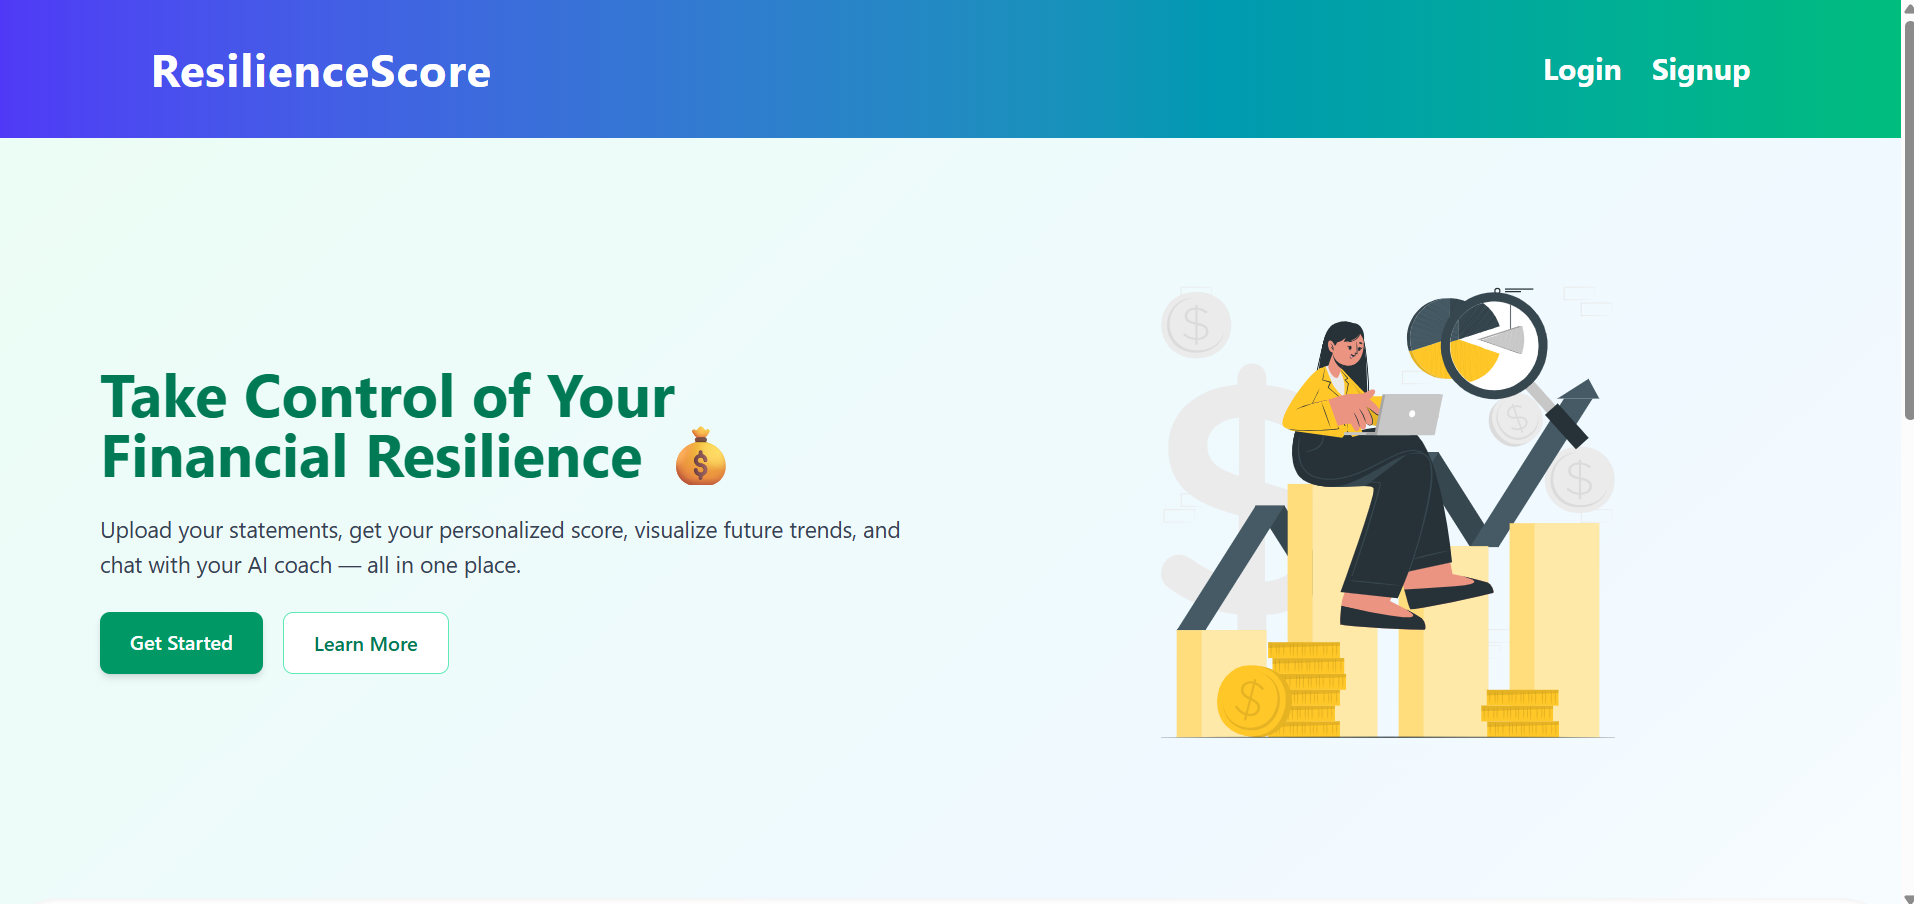 ResilienceScore
Login Signup
Take Control of Your
Financial Resilience 💰
Upload your statements, get your personalized score, visualize future trends, and
chat with your AI coach — all in one place.
Get Started
Learn More